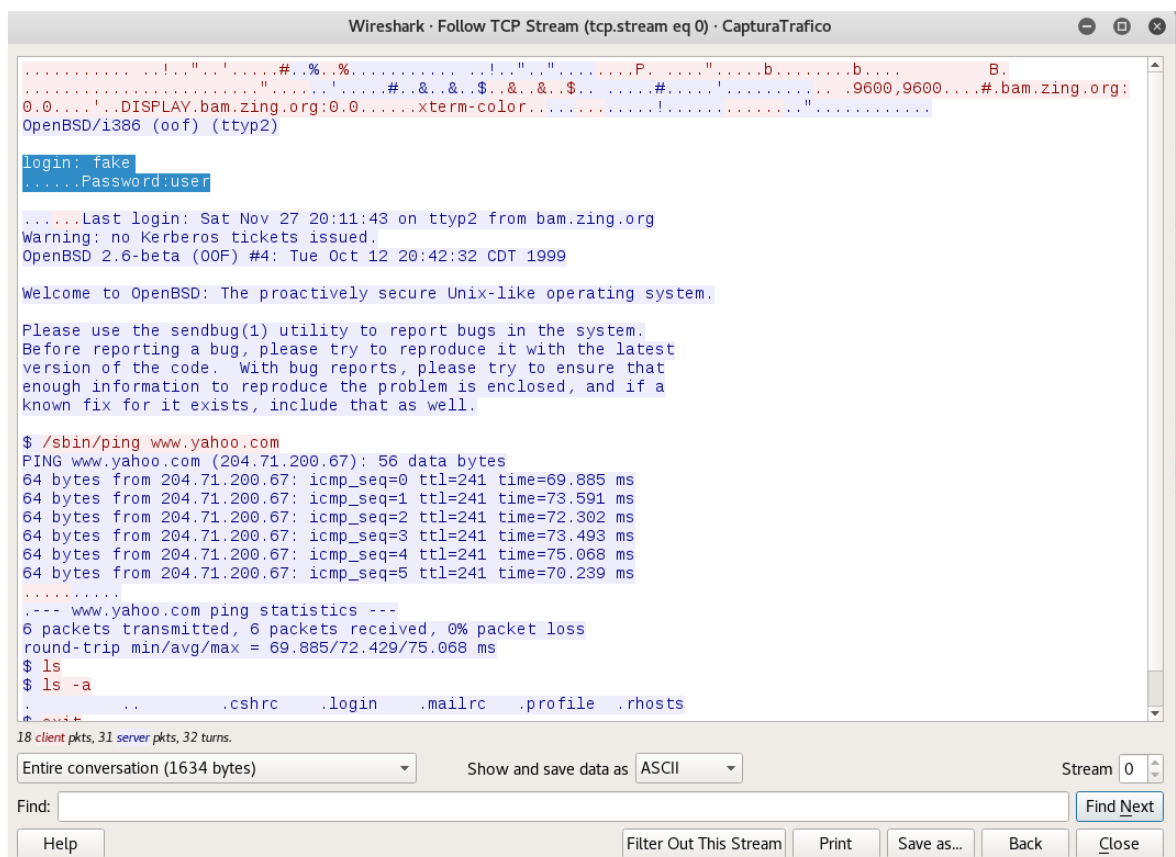 Wireshark · Follow TCP Stream (tcp.stream eq 0) · CapturaTrafico
........... ..!.."..'.....#..%..%........... ..!..".."........P. ....".....b........b.... B.
........................."......'.....#..&..&..$..&..&..$.. .....#.....'........... .9600,9600....#.bam.zing.org:
0.0....'..DISPLAY.bam.zing.org:0.0......xterm-color.............!.............."............
OpenBSD/i386 (oof) (ttyp2)
login: fake
......Password:user
......Last login: Sat Nov 27 20:11:43 on ttyp2 from bam.zing.org
Warning: no Kerberos tickets issued.
OpenBSD 2.6-beta (OOF) #4: Tue Oct 12 20:42:32 CDT 1999
Welcome to OpenBSD: The proactively secure Unix-like operating system.
Please use the sendbug(1) utility to report bugs in the system.
Before reporting a bug, please try to reproduce it with the latest
version of the code.  With bug reports, please try to ensure that
enough information to reproduce the problem is enclosed, and if a
known fix for it exists, include that as well.
$ /sbin/ping www.yahoo.com
PING www.yahoo.com (204.71.200.67): 56 data bytes
64 bytes from 204.71.200.67: icmp_seq=0 ttl=241 time=69.885 ms
64 bytes from 204.71.200.67: icmp_seq=1 ttl=241 time=73.591 ms
64 bytes from 204.71.200.67: icmp_seq=2 ttl=241 time=72.302 ms
64 bytes from 204.71.200.67: icmp_seq=3 ttl=241 time=73.493 ms
64 bytes from 204.71.200.67: icmp_seq=4 ttl=241 time=75.068 ms
64 bytes from 204.71.200.67: icmp_seq=5 ttl=241 time=70.239 ms
...........
.--- www.yahoo.com ping statistics ---
6 packets transmitted, 6 packets received, 0% packet loss
round-trip min/avg/max = 69.885/72.429/75.068 ms
$ ls
$ ls -a
.         ..        .cshrc    .login    .mailrc   .profile  .rhosts
$ exit
18 client pkts, 31 server pkts, 32 turns.
Entire conversation (1634 bytes) Show and save data as ASCII Stream 0
Find: Find Next
Help Filter Out This Stream Print Save as... Back Close